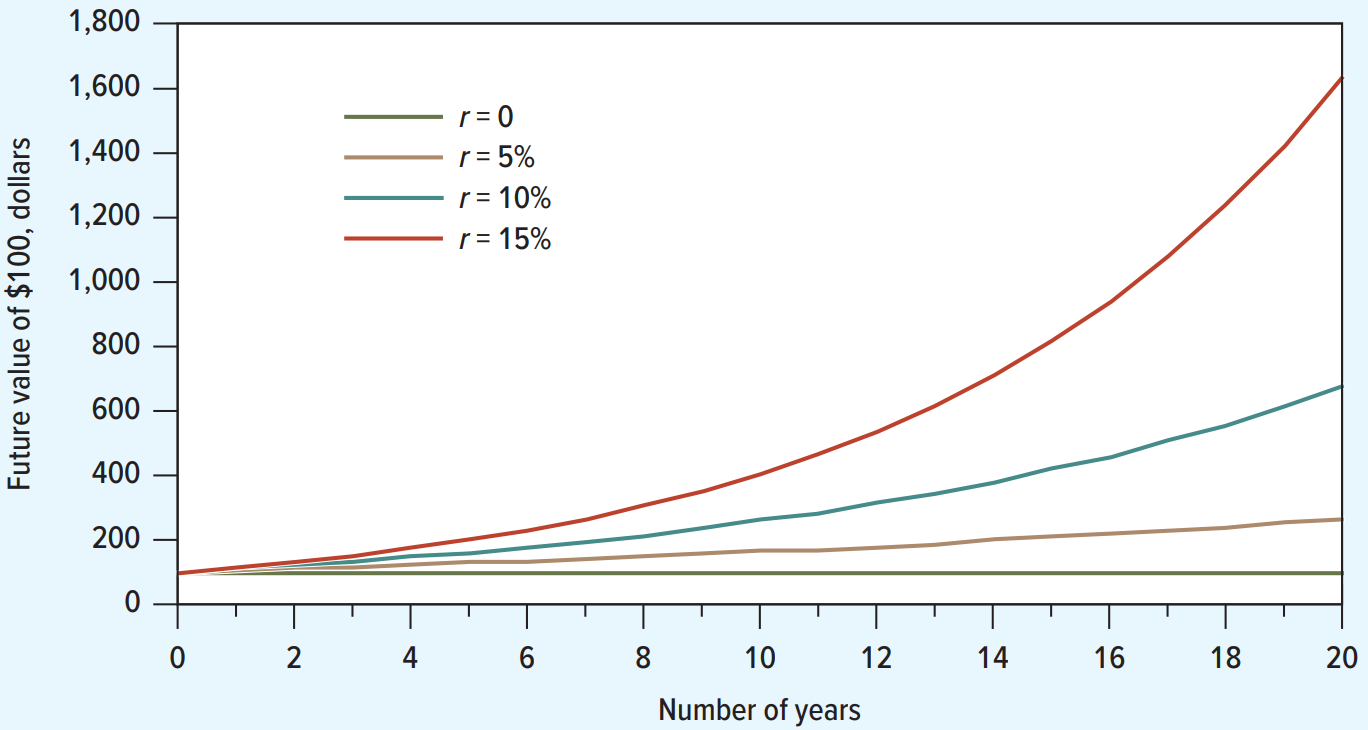 Future value of $100, dollars
1,800
1,600
1,400
1,200
1,000
800
600
400
200
0
r = 0
r = 5%
r = 10%
r = 15%
0 2 4 6 8 10 12 14 16 18 20
Number of years